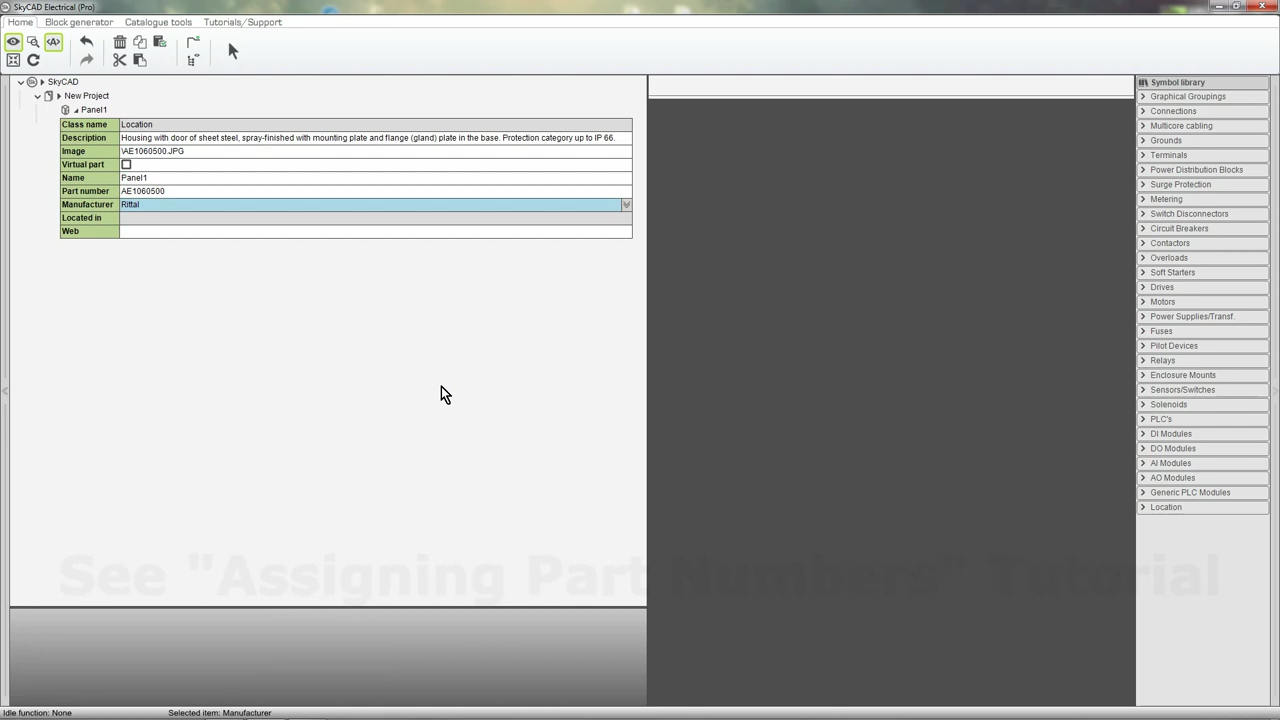 SkyCAD Electrical (Pro)
Home Block generator Catalogue tools Tutorials/Support
SkyCAD
New Project
Panel1
Class name Location
Description Housing with door of sheet steel, spray-finished with mounting plate and flange (gland) plate in the base. Protection category up to IP 66.
Image \AE1060500.JPG
Virtual part
Name Panel1
Part number AE1060500
Manufacturer Rittal
Located in
Web
See "Assigning Part Numbers" Tutorial
Symbol library
Graphical Groupings
Connections
Multicore cabling
Grounds
Terminals
Power Distribution Blocks
Surge Protection
Metering
Switch Disconnectors
Circuit Breakers
Contactors
Overloads
Soft Starters
Drives
Motors
Power Supplies/Transf.
Fuses
Pilot Devices
Relays
Enclosure Mounts
Sensors/Switches
Solenoids
PLC's
DI Modules
DO Modules
AI Modules
AO Modules
Generic PLC Modules
Location
Idle function: None Selected item: Manufacturer